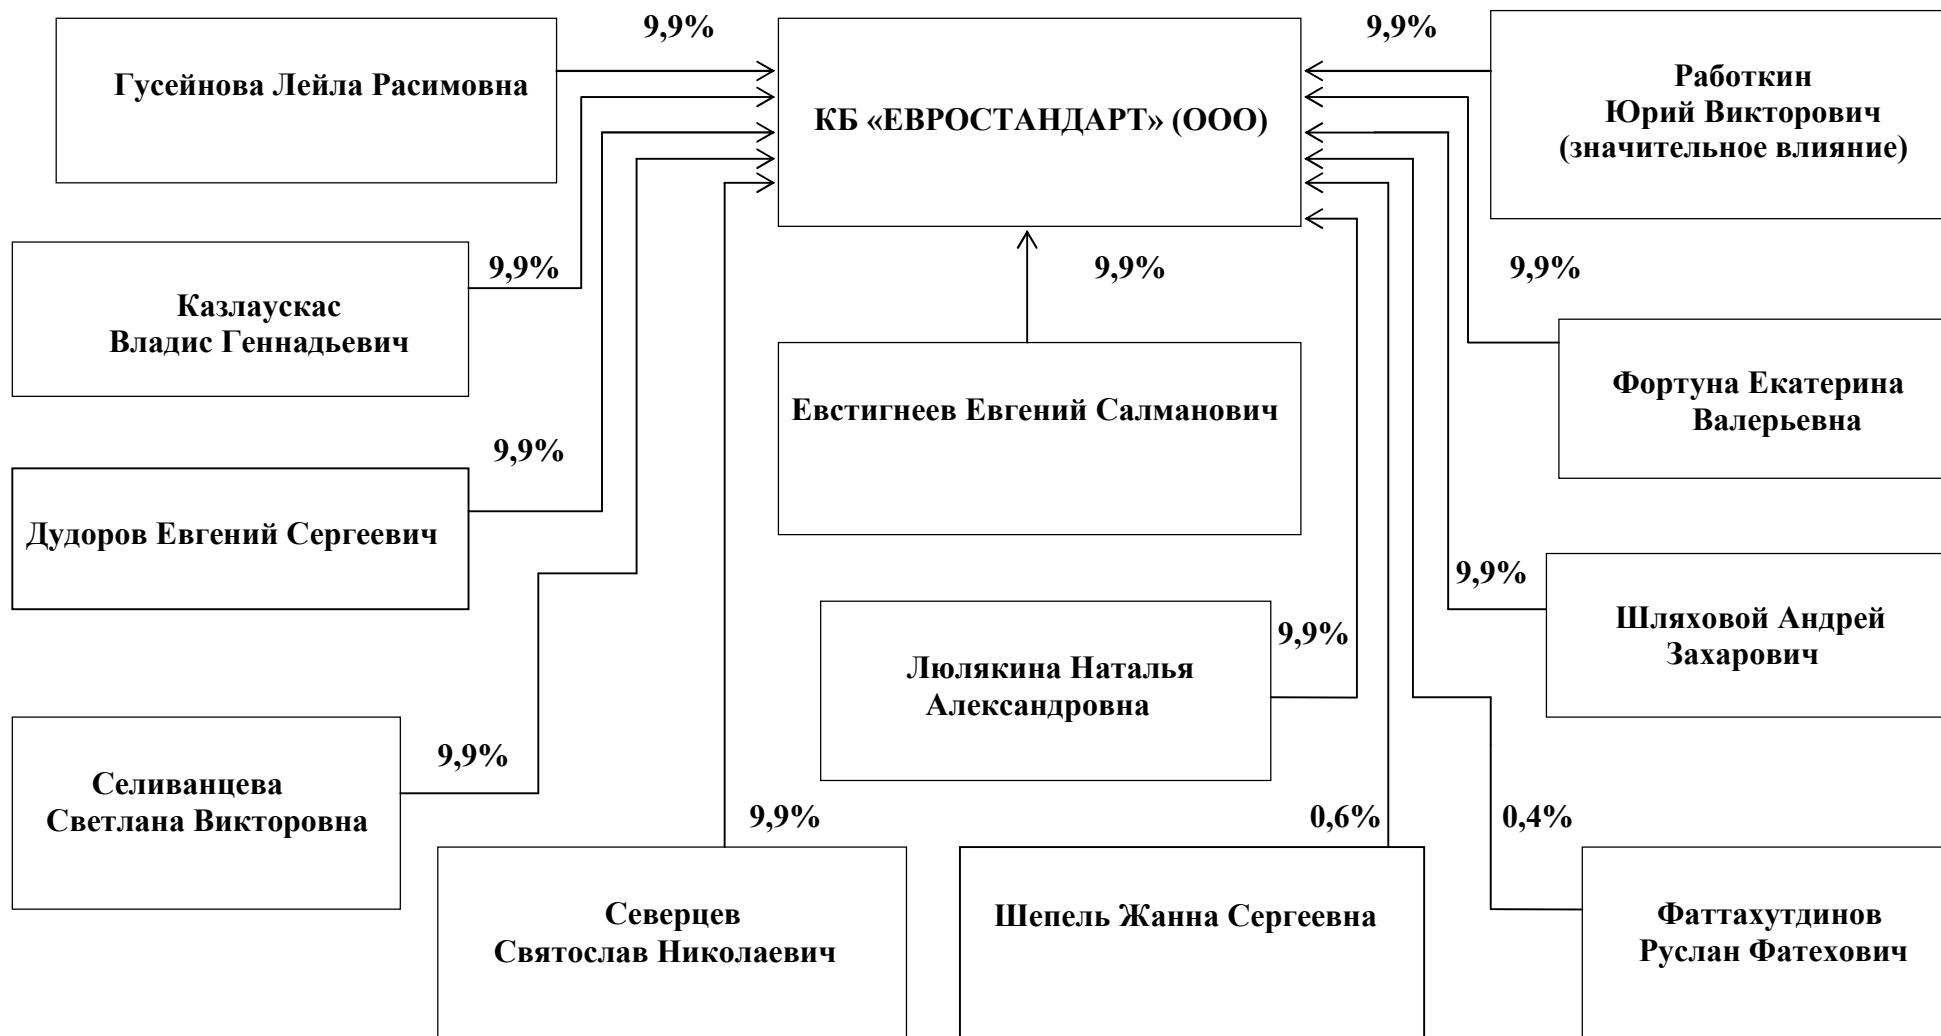 9,9%
9,9%
Гусейнова Лейла Расимовна
КБ «ЕВРОСТАНДАРТ» (ООО)
Работкин
Юрий Викторович
(значительное влияние)
9,9%
9,9%
9,9%
Казлаускас
Владис Геннадьевич
Евстигнеев Евгений Салманович
Фортуна Екатерина
Валерьевна
9,9%
Дудоров Евгений Сергеевич
9,9%
Люлякина Наталья
Александровна
9,9%
Шляховой Андрей
Захарович
9,9%
Селиванцева
Светлана Викторовна
9,9%
0,6%
0,4%
Северцев
Святослав Николаевич
Шепель Жанна Сергеевна
Фаттахутдинов
Руслан Фатехович